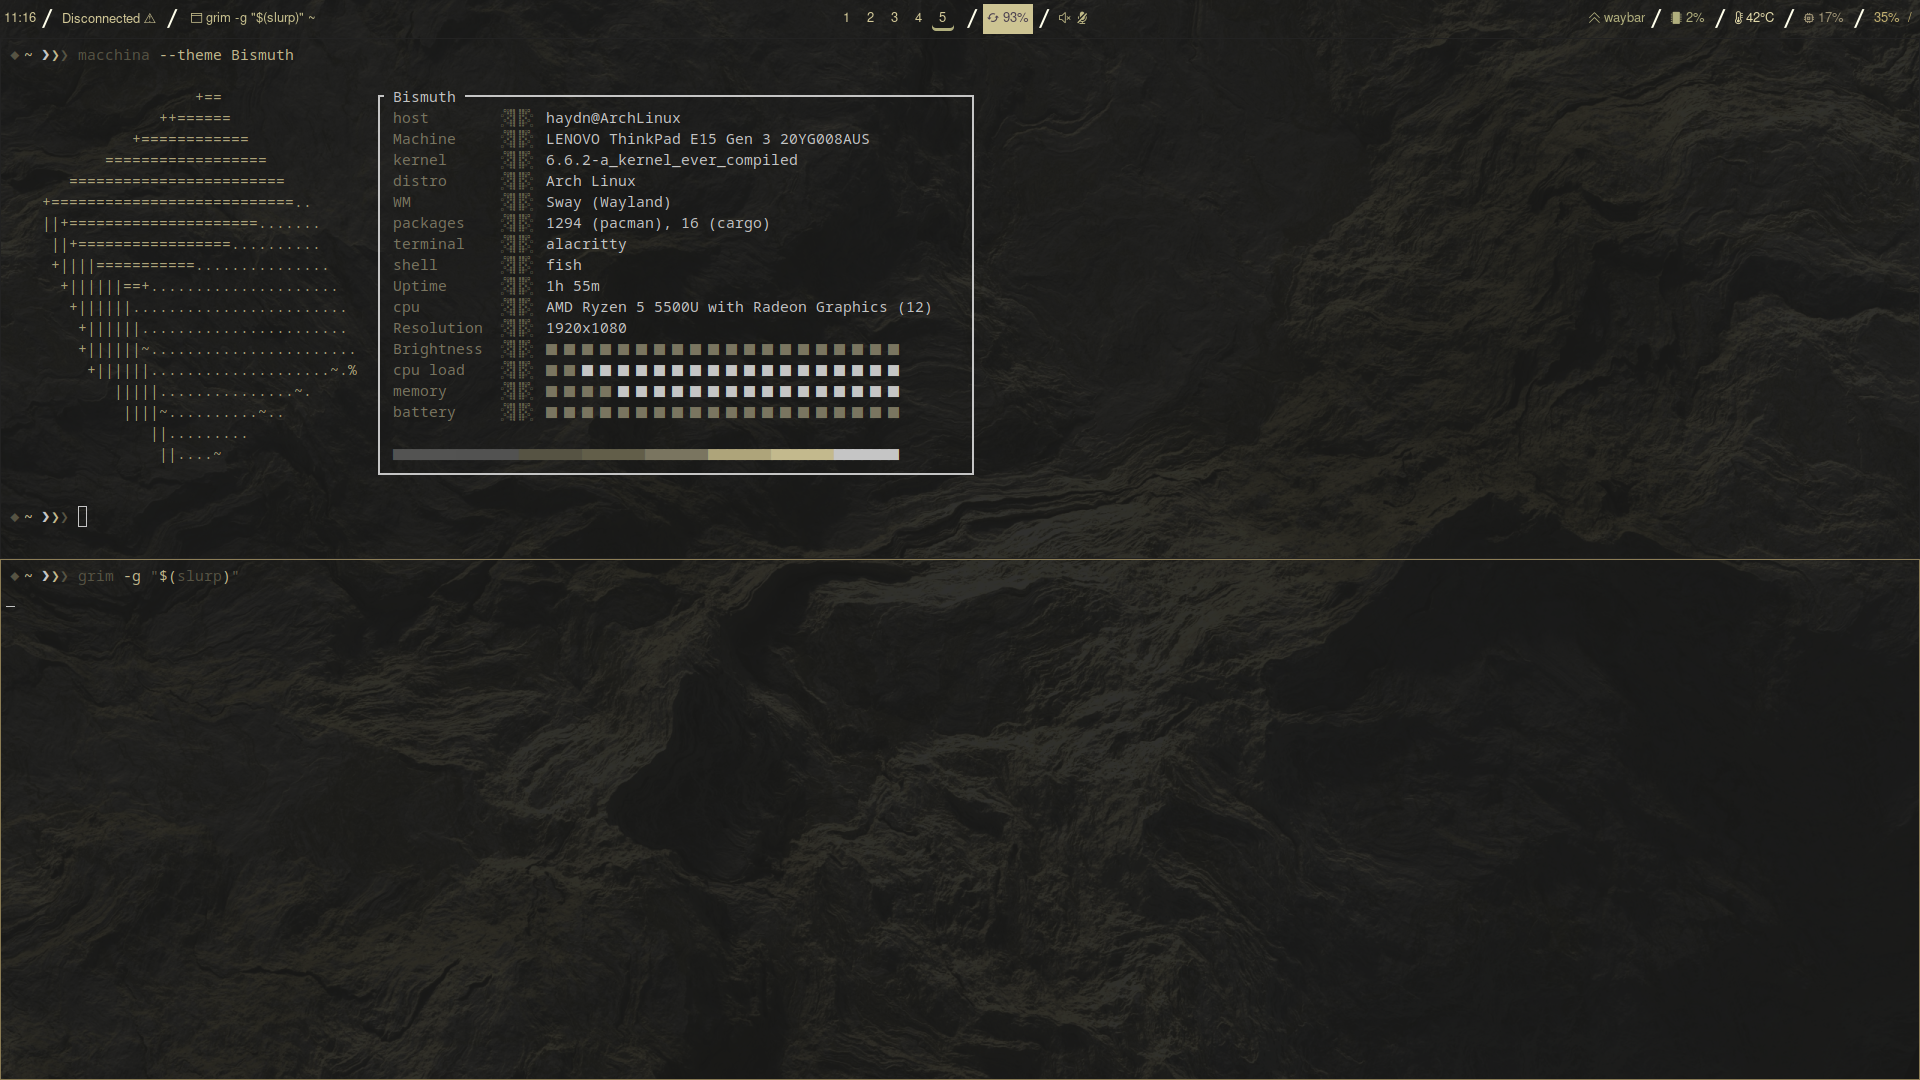 11:16 / Disconnected ⚠ / grim -g "$(slurp)" ~ 1 2 3 4 5 / 93% / / waybar / 2% / 42°C / 17% / 35% /
◆ ~ ❯❯❯ macchina --theme Bismuth
+==
++======
+============
==================
========================
+===========================..
||+=====================.......
||+=================..........
+||||===========...............
+||||||==+.....................
+||||||........................
+||||||.......................
+||||||~.......................
+||||||....................~.%
|||||...............~.
||||~..........~..
||.........
||....~
Bismuth
host haydn@ArchLinux
Machine LENOVO ThinkPad E15 Gen 3 20YG008AUS
kernel 6.6.2-a_kernel_ever_compiled
distro Arch Linux
WM Sway (Wayland)
packages 1294 (pacman), 16 (cargo)
terminal alacritty
shell fish
Uptime 1h 55m
cpu AMD Ryzen 5 5500U with Radeon Graphics (12)
Resolution 1920x1080
Brightness
cpu load
memory
battery
◆ ~ ❯❯❯
◆ ~ ❯❯❯ grim -g "$(slurp)"